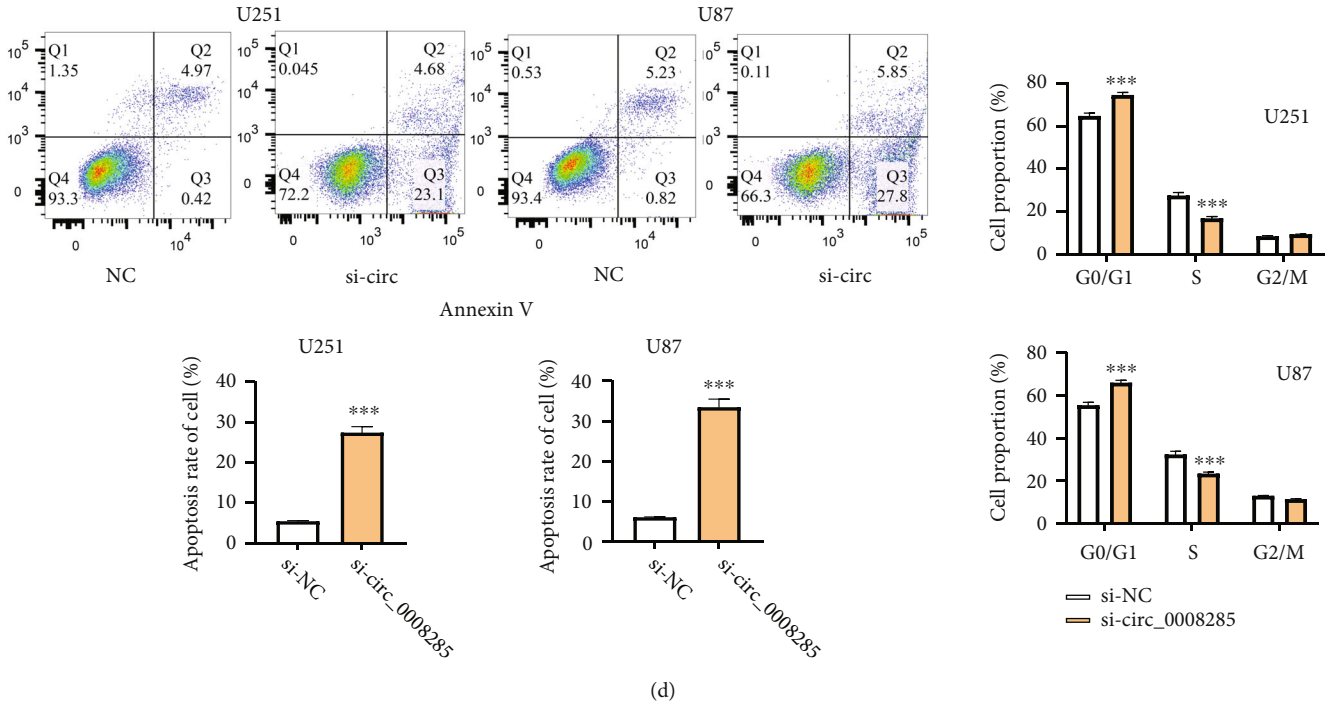 U251
U87
10⁵
Q1
1.35
Q2
4.97
10⁴
10³
0
Q4
93.3
Q3
0.42
0
10⁴
NC
10⁵
Q1
0.045
Q2
4.68
10⁴
10³
0
Q4
72.2
Q3
23.1
0
10³
10⁵
si-circ
10⁵
Q1
0.53
Q2
5.23
10⁴
10³
0
Q4
93.4
Q3
0.82
0
10⁴
NC
10⁵
Q1
0.11
Q2
5.85
10⁴
10³
0
Q4
66.3
Q3
27.8
0
10³
10⁵
si-circ
Annexin V
Cell proportion (%)
80
60
40
20
0
***
***
U251
G0/G1 S G2/M
U251
Apoptosis rate of cell (%)
40
30
20
10
0
***
si-NC
si-circ_0008285
U87
Apoptosis rate of cell (%)
40
30
20
10
0
***
si-NC
si-circ_0008285
Cell proportion (%)
80
60
40
20
0
***
***
U87
G0/G1 S G2/M
si-NC
si-circ_0008285
(d)